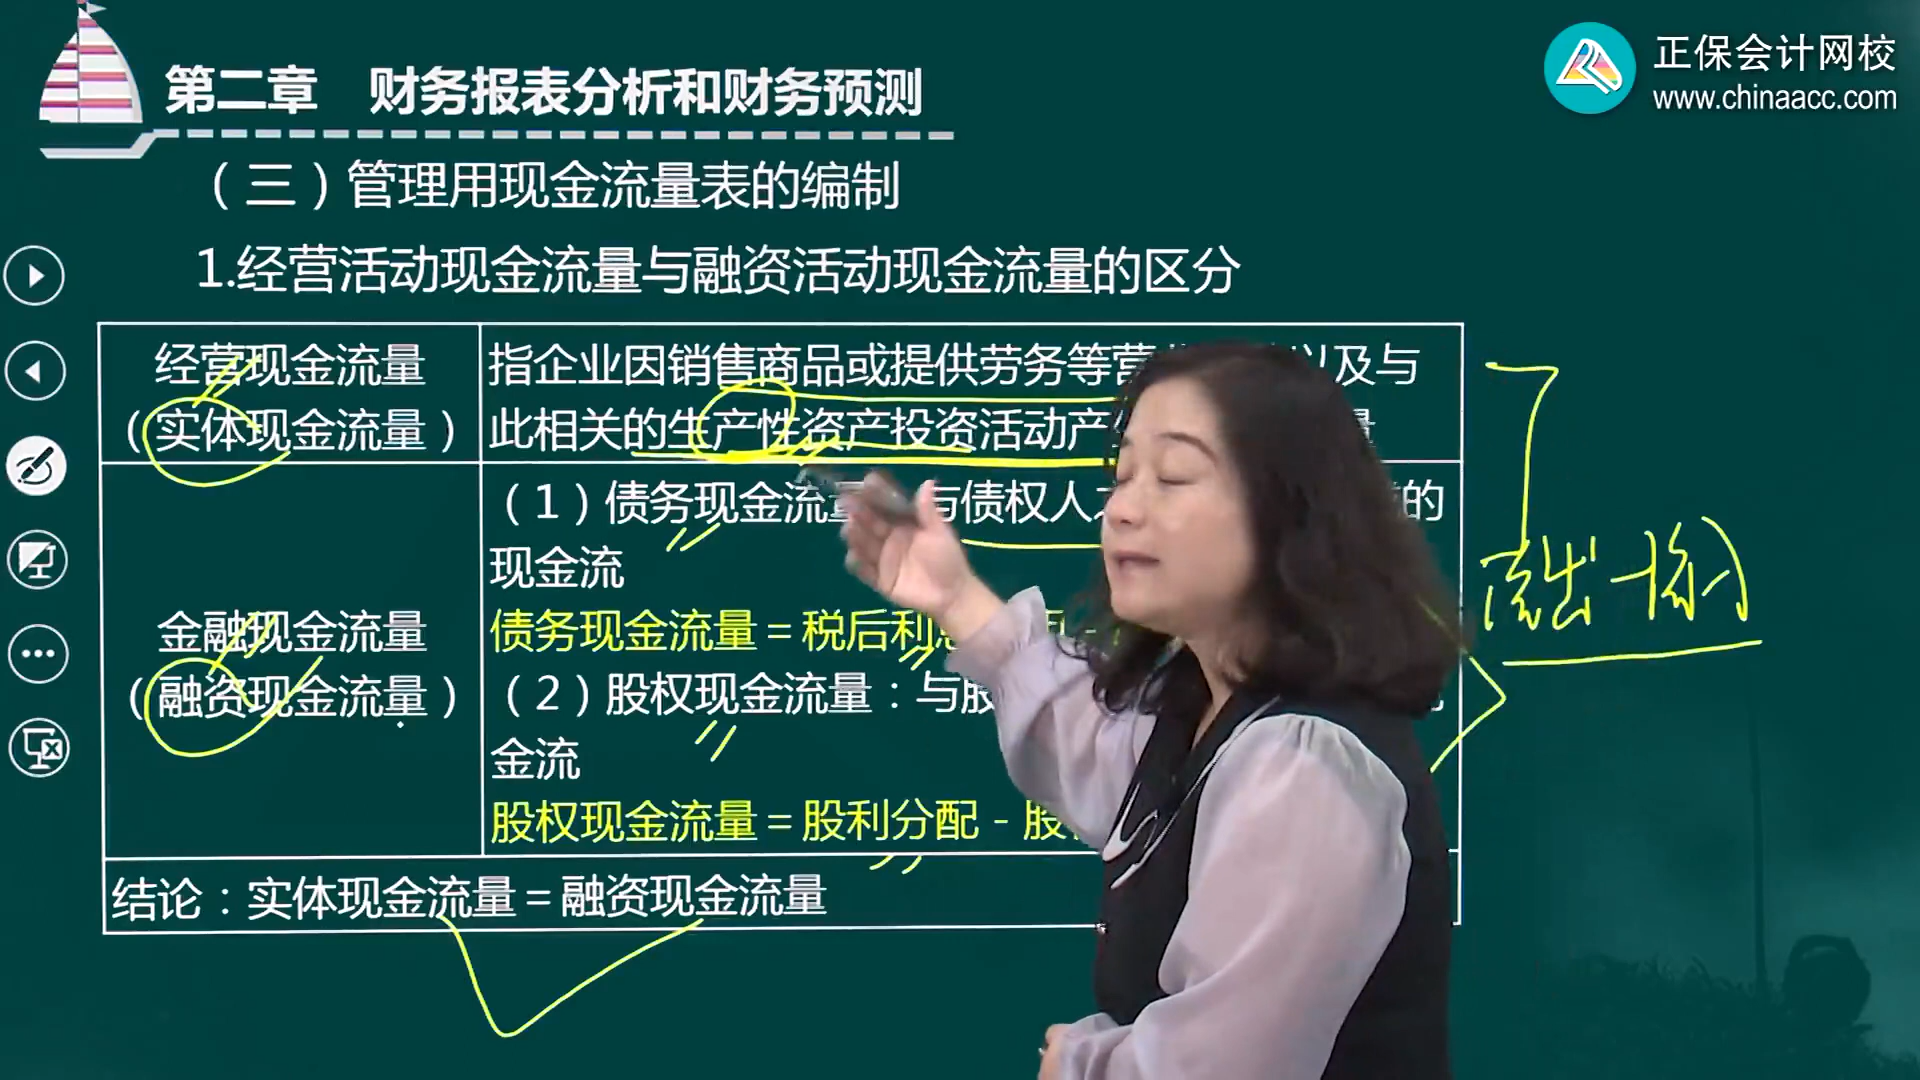 正保会计网校
www.chinaacc.com
第二章 财务报表分析和财务预测
（三）管理用现金流量表的编制
1.经营活动现金流量与融资活动现金流量的区分
经营现金流量
（实体现金流量）
指企业因销售商品或提供劳务等营 以及与
此相关的生产性资产投资活动产 量
金融现金流量
（融资现金流量）
（1）债务现金流量 与债权人 的
现金流
债务现金流量＝税后利息 -
（2）股权现金流量：与股
金流
股权现金流量＝股利分配－股
结论：实体现金流量＝融资现金流量
流出-流入